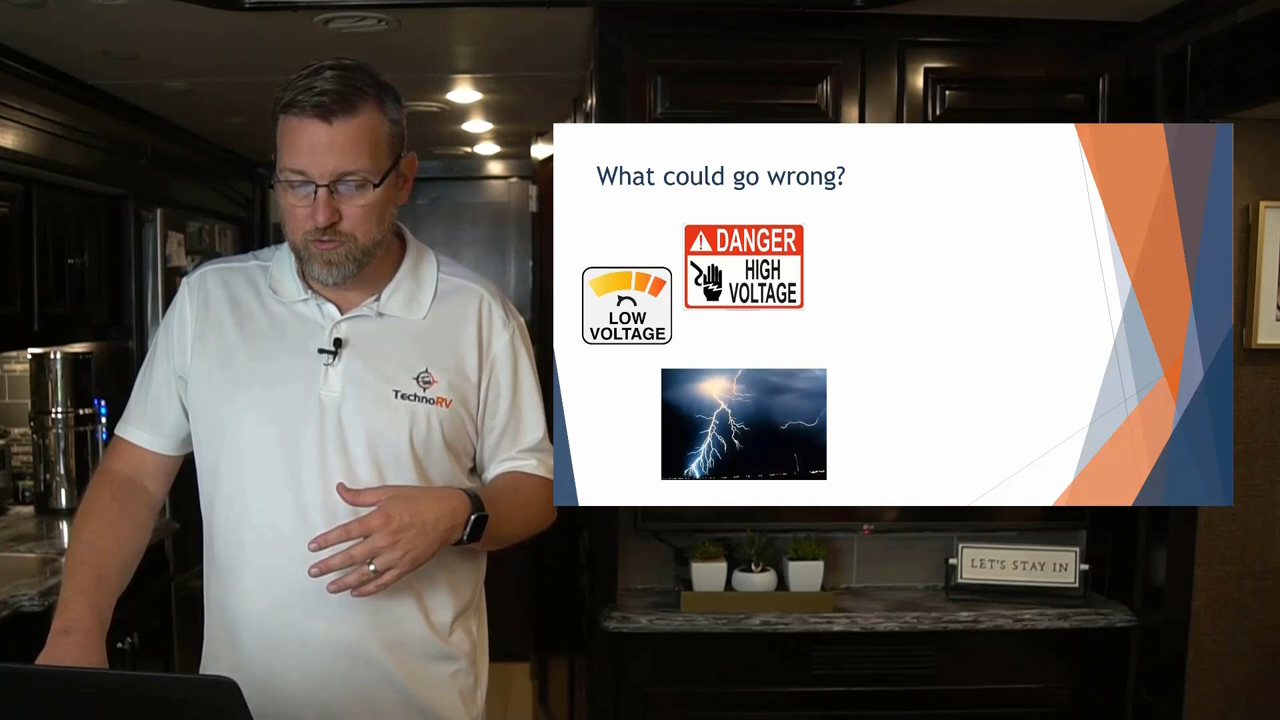 What could go wrong?
DANGER
HIGH
VOLTAGE
LOW
VOLTAGE
TechnoRV
LET'S STAY IN